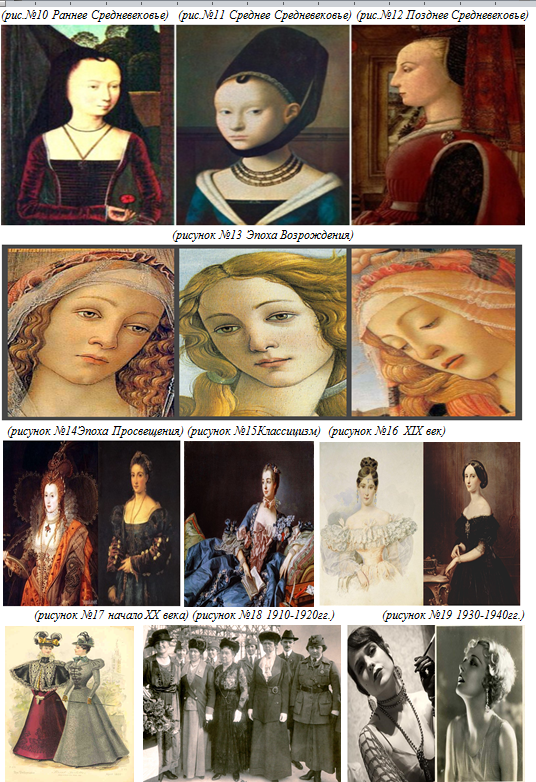 (рис.№10 Раннее Средневековье) (рис.№11 Среднее Средневековье) (рис.№12 Позднее Средневековье)
(рисунок №13 Эпоха Возрождения)
(рисунок №14Эпоха Просвещения) (рисунок №15Классицизм) (рисунок №16 XIX век)
(рисунок №17 начало XX века) (рисунок №18 1910-1920гг.) (рисунок №19 1930-1940гг.)